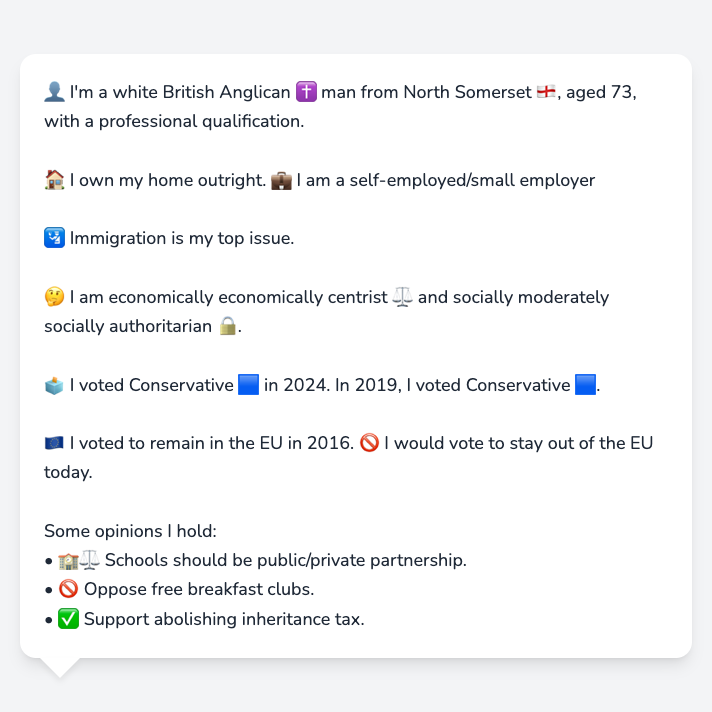 👤 I'm a white British Anglican ✝️ man from North Somerset 🏴󠁧󠁢󠁥󠁮󠁧󠁿, aged 73,
with a professional qualification.
🏠 I own my home outright. 💼 I am a self-employed/small employer
🛂 Immigration is my top issue.
🤔 I am economically economically centrist ⚖️ and socially moderately
socially authoritarian 🔒.
🗳️ I voted Conservative 🟦 in 2024. In 2019, I voted Conservative 🟦.
🇪🇺 I voted to remain in the EU in 2016. 🚫 I would vote to stay out of the EU
today.
Some opinions I hold:
• 🏫⚖️ Schools should be public/private partnership.
• 🚫 Oppose free breakfast clubs.
• ✅ Support abolishing inheritance tax.